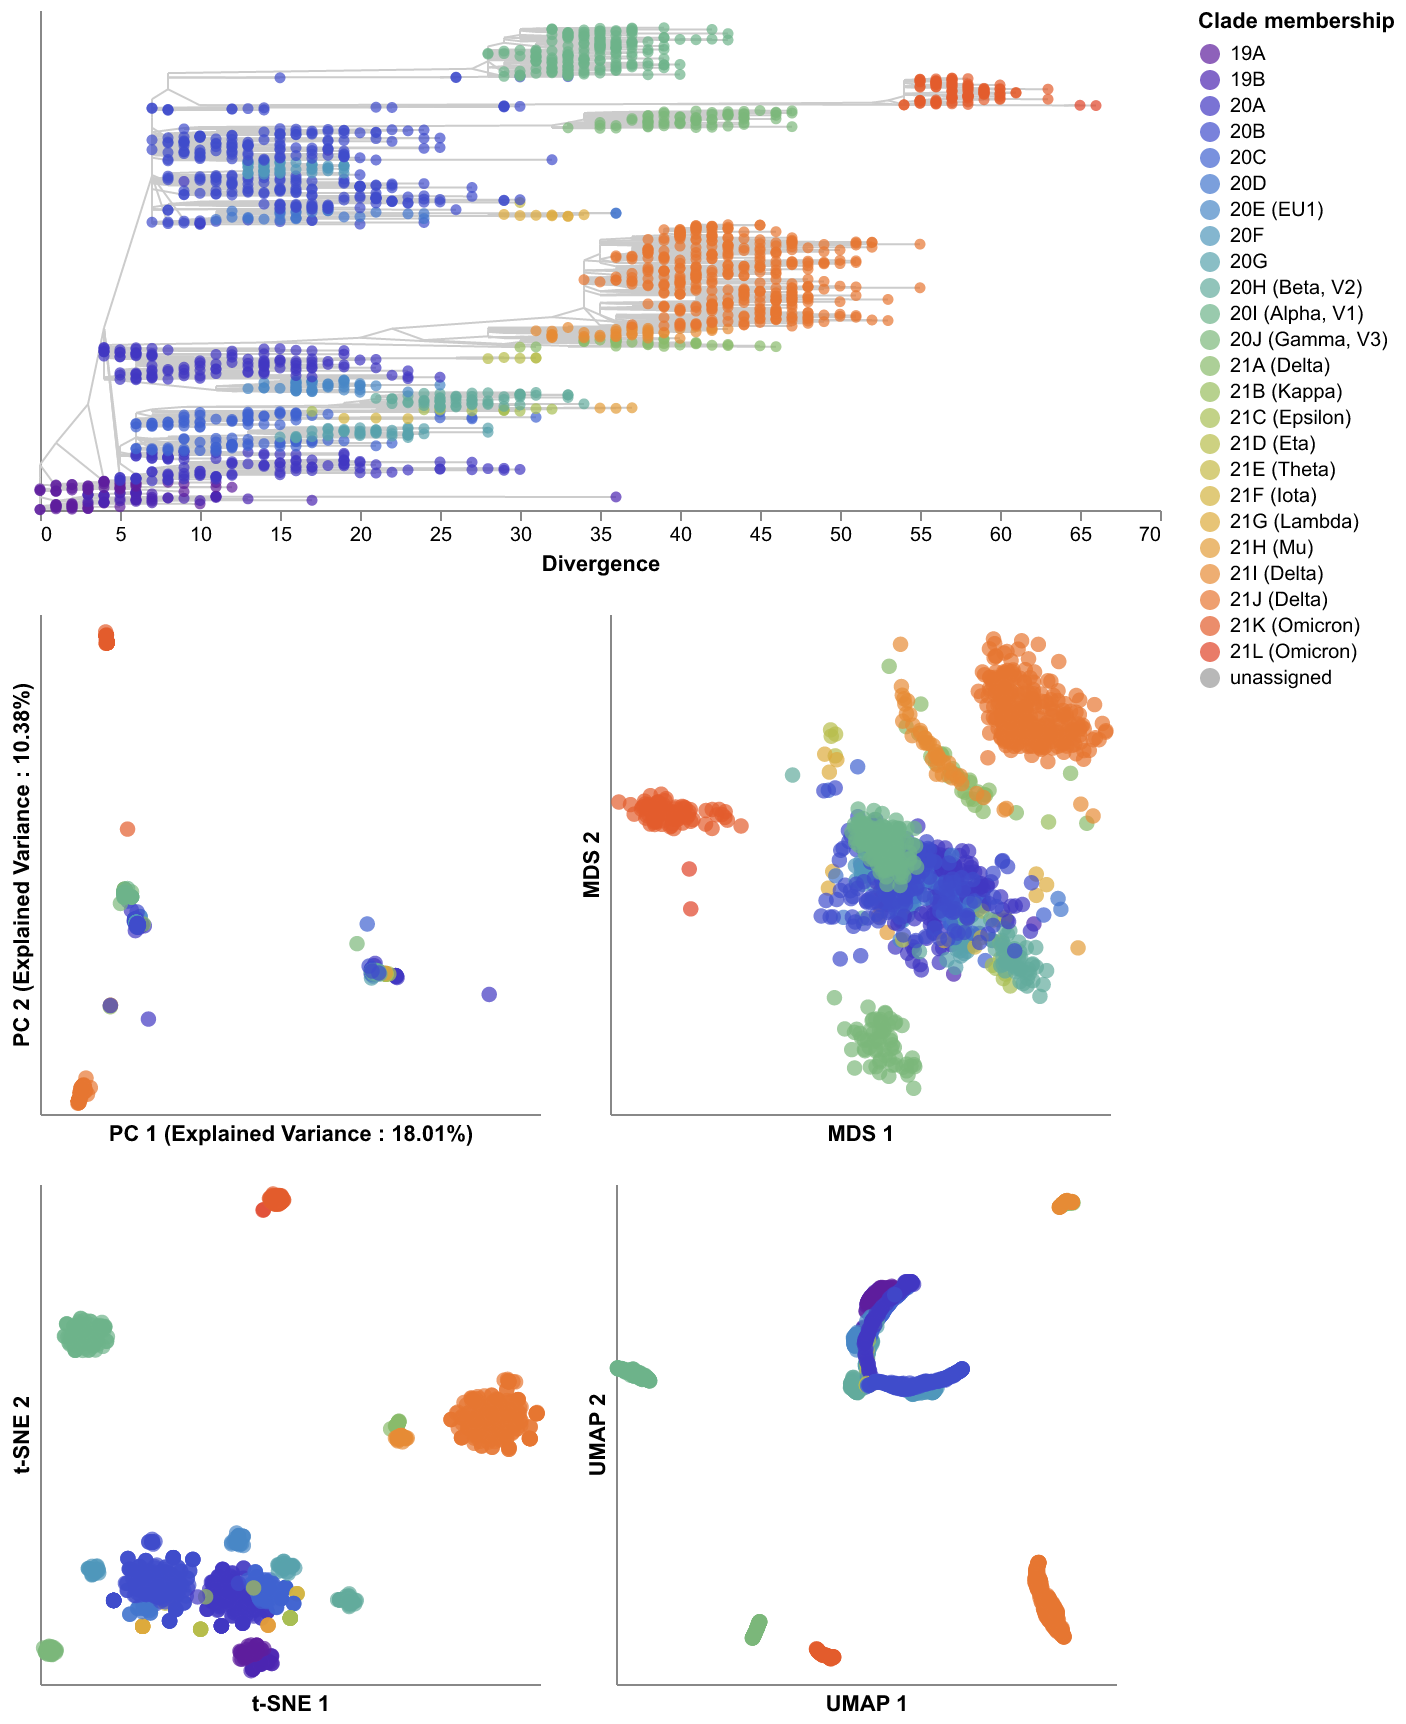 Clade membership
19A
19B
20A
20B
20C
20D
20E (EU1)
20F
20G
20H (Beta, V2)
20I (Alpha, V1)
20J (Gamma, V3)
21A (Delta)
21B (Kappa)
21C (Epsilon)
21D (Eta)
21E (Theta)
21F (Iota)
21G (Lambda)
21H (Mu)
21I (Delta)
21J (Delta)
21K (Omicron)
21L (Omicron)
unassigned
0 5 10 15 20 25 30 35 40 45 50 55 60 65 70
Divergence
PC 2 (Explained Variance : 10.38%)
PC 1 (Explained Variance : 18.01%)
MDS 2
MDS 1
t-SNE 2
t-SNE 1
UMAP 2
UMAP 1